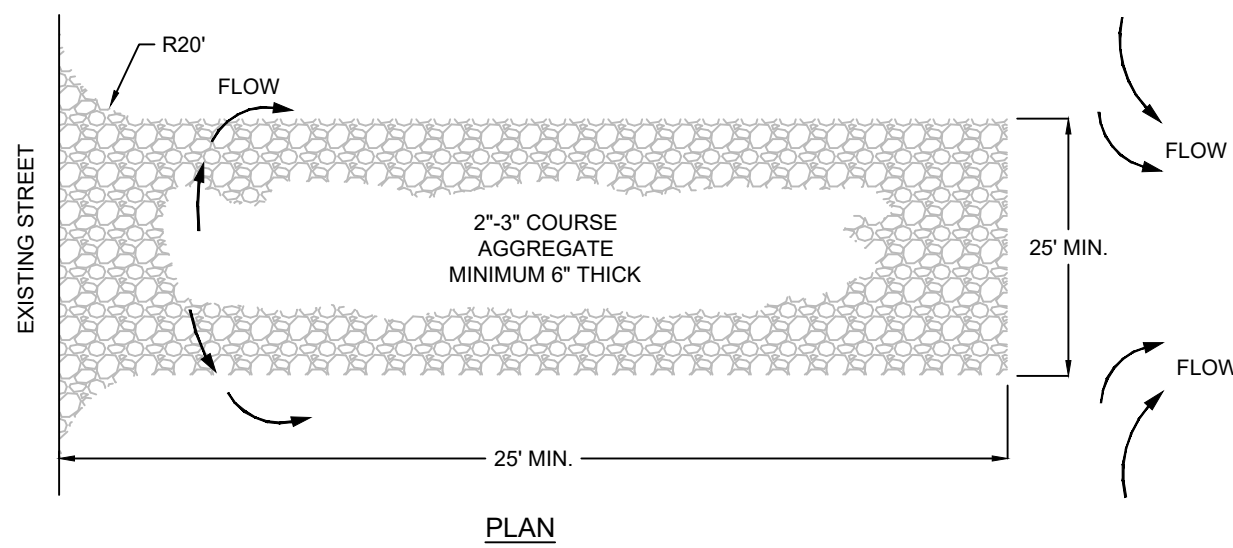 R20'
FLOW
FLOW
EXISTING STREET
2"-3" COURSE
AGGREGATE
MINIMUM 6" THICK
25' MIN.
FLOW
25' MIN.
PLAN